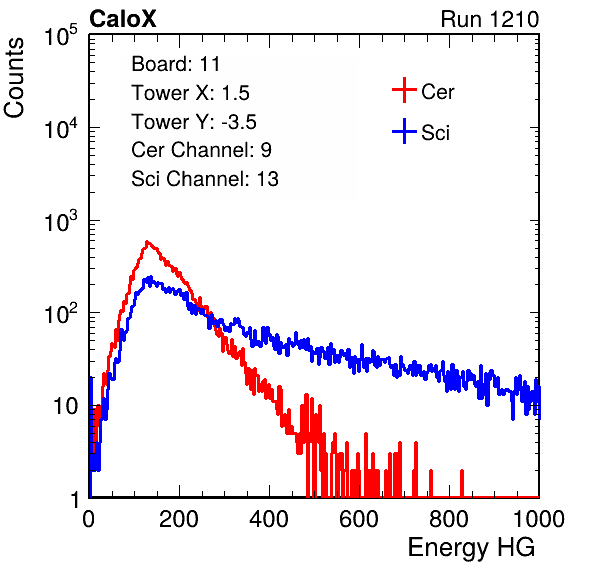 CaloX Run 1210
Counts
Board: 11
Tower X: 1.5
Tower Y: -3.5
Cer Channel: 9
Sci Channel: 13
Cer
Sci
10^5
10^4
10^3
10^2
10
1
0 200 400 600 800 1000
Energy HG